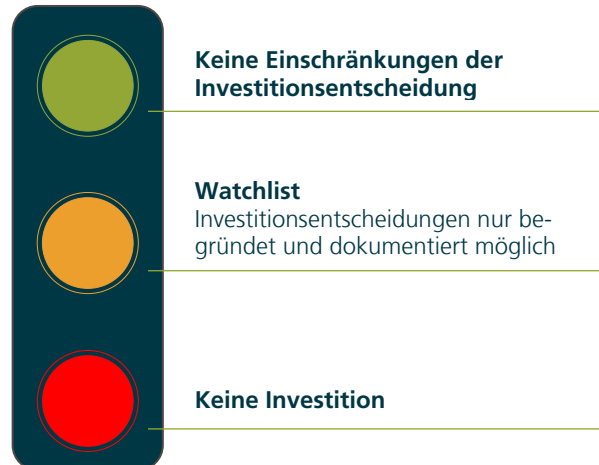 Keine Einschränkungen der
Investitionsentscheidung
Watchlist
Investitionsentscheidungen nur be-
gründet und dokumentiert möglich
Keine Investition